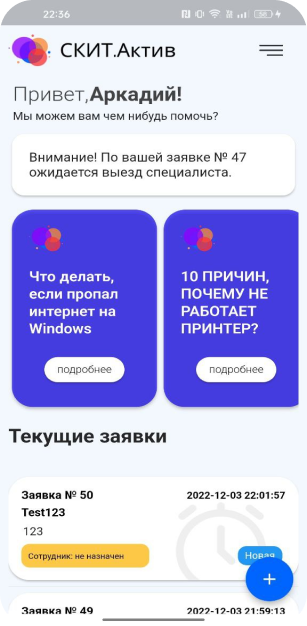 22:36
58
СКИТ.Актив
Привет,Аркадий!
Мы можем вам чем нибудь помочь?
Внимание! По вашей заявке № 47
ожидается выезд специалиста.
Что делать,
если пропал
интернет на
Windows
подробнее
10 ПРИЧИН,
ПОЧЕМУ НЕ
РАБОТАЕТ
ПРИНТЕР?
подробнее
Текущие заявки
Заявка № 50
2022-12-03 22:01:57
Test123
123
Сотрудник: не назначен
Новая
+
Заявка № 49
2022-12-03 21:59:13